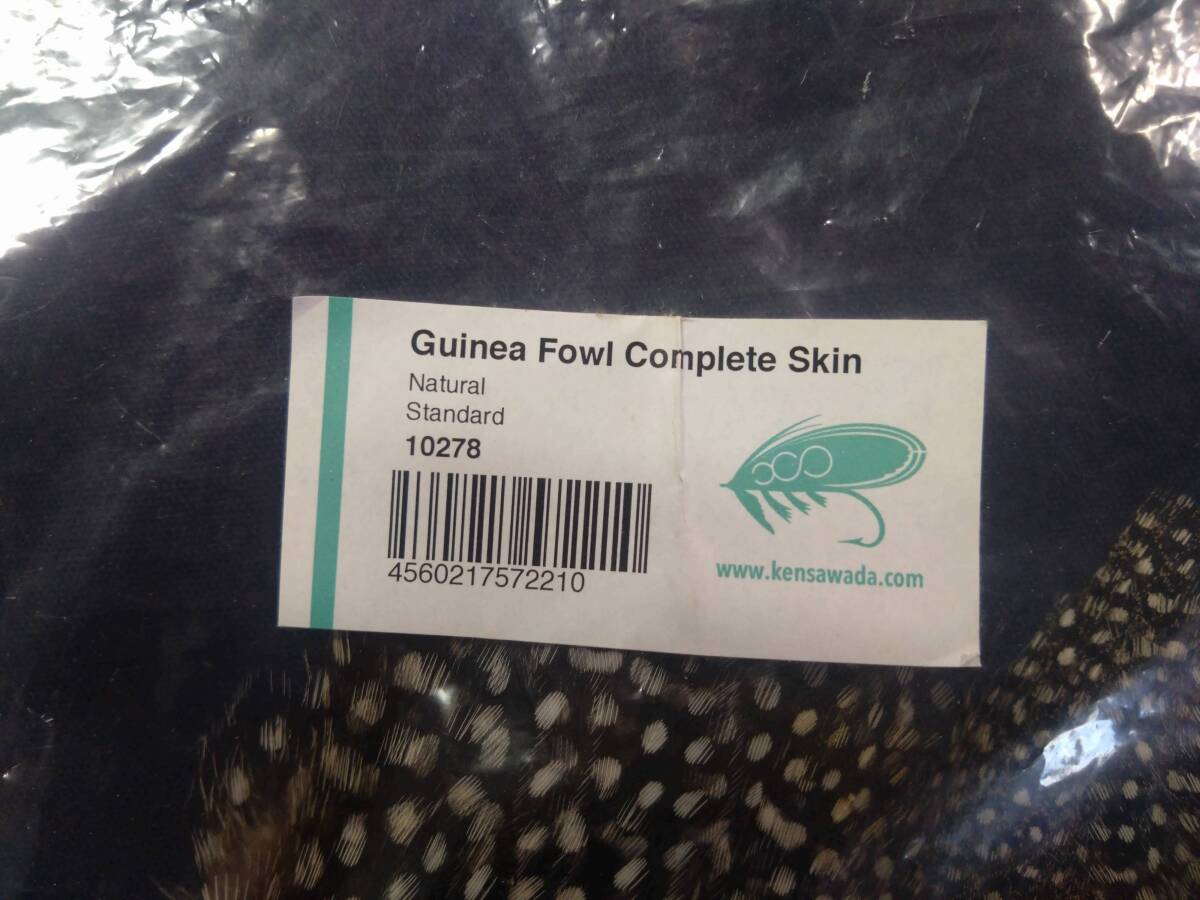 Guinea Fowl Complete Skin
Natural
Standard
10278
4560217572210
www.kensawada.com